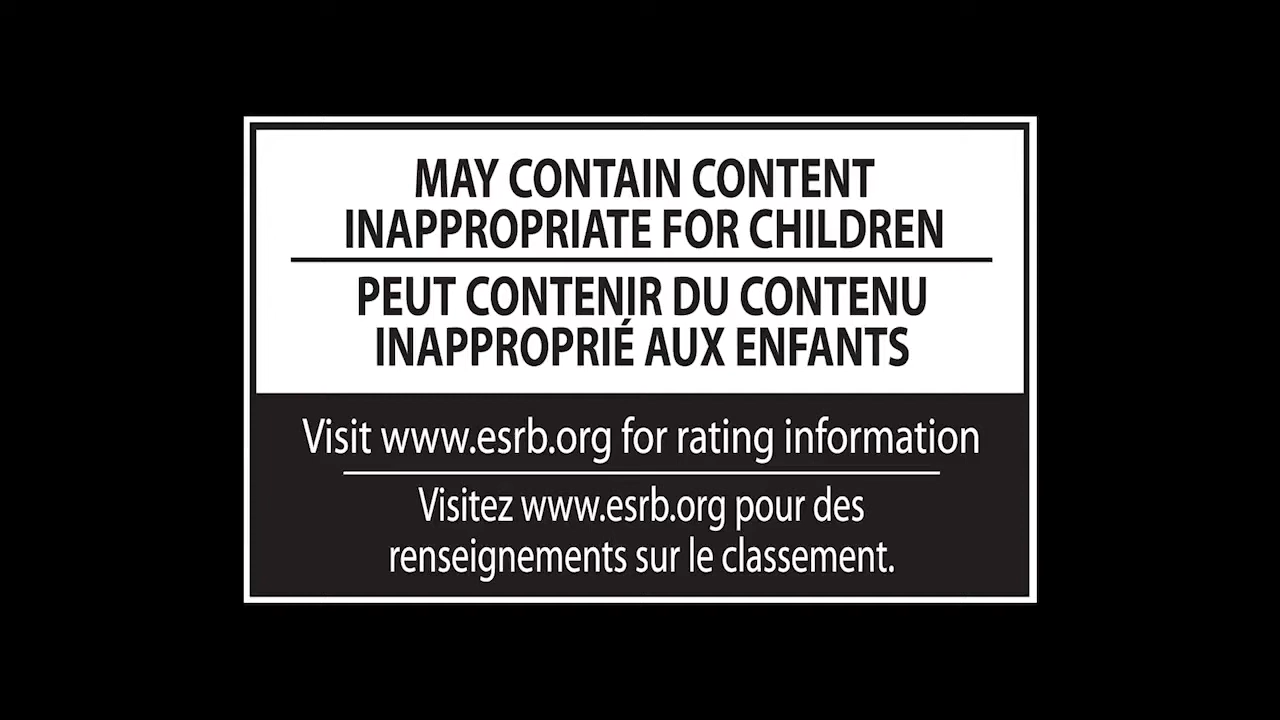 MAY CONTAIN CONTENT
INAPPROPRIATE FOR CHILDREN
PEUT CONTENIR DU CONTENU
INAPPROPRIÉ AUX ENFANTS
Visit www.esrb.org for rating information
Visitez www.esrb.org pour des
renseignements sur le classement.